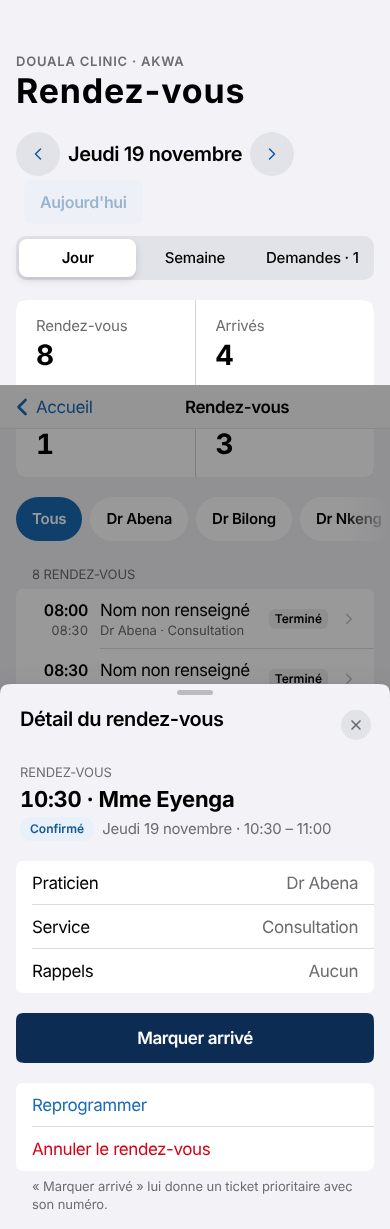 DOUALA CLINIC · AKWA
Rendez-vous
Jeudi 19 novembre
Aujourd'hui
Jour Semaine Demandes · 1
Rendez-vous Arrivés
8 4
Accueil Rendez-vous
1 3
Tous Dr Abena Dr Bilong Dr Nkeng
8 RENDEZ-VOUS
08:00 Nom non renseigné Terminé
08:30 Dr Abena · Consultation
08:30 Nom non renseigné Terminé
Détail du rendez-vous
RENDEZ-VOUS
10:30 · Mme Eyenga
Confirmé Jeudi 19 novembre · 10:30 – 11:00
Praticien Dr Abena
Service Consultation
Rappels Aucun
Marquer arrivé
Reprogrammer
Annuler le rendez-vous
« Marquer arrivé » lui donne un ticket prioritaire avec
son numéro.